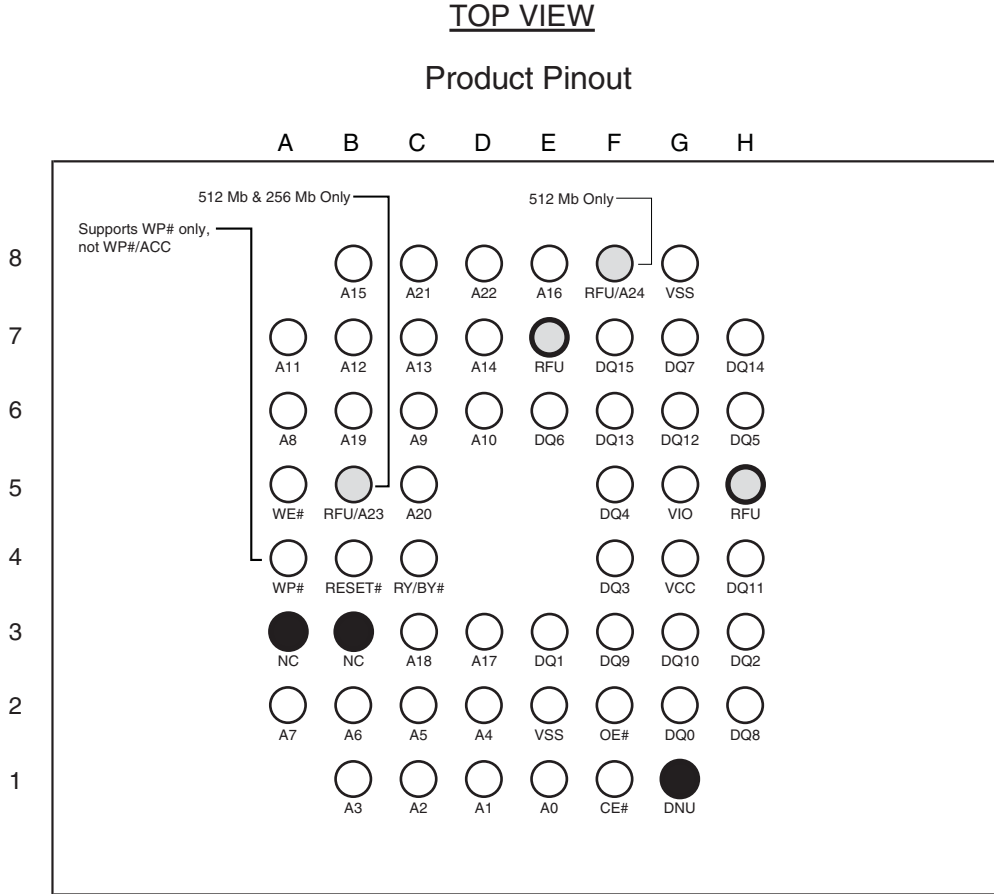 TOP VIEW
Product Pinout
A B C D E F G H
512 Mb & 256 Mb Only
512 Mb Only
Supports WP# only,
not WP#/ACC
8
A15 A21 A22 A16 RFU/A24 VSS
7
A11 A12 A13 A14 RFU DQ15 DQ7 DQ14
6
A8 A19 A9 A10 DQ6 DQ13 DQ12 DQ5
5
WE# RFU/A23 A20 DQ4 VIO RFU
4
WP# RESET# RY/BY# DQ3 VCC DQ11
3
NC NC A18 A17 DQ1 DQ9 DQ10 DQ2
2
A7 A6 A5 A4 VSS OE# DQ0 DQ8
1
A3 A2 A1 A0 CE# DNU